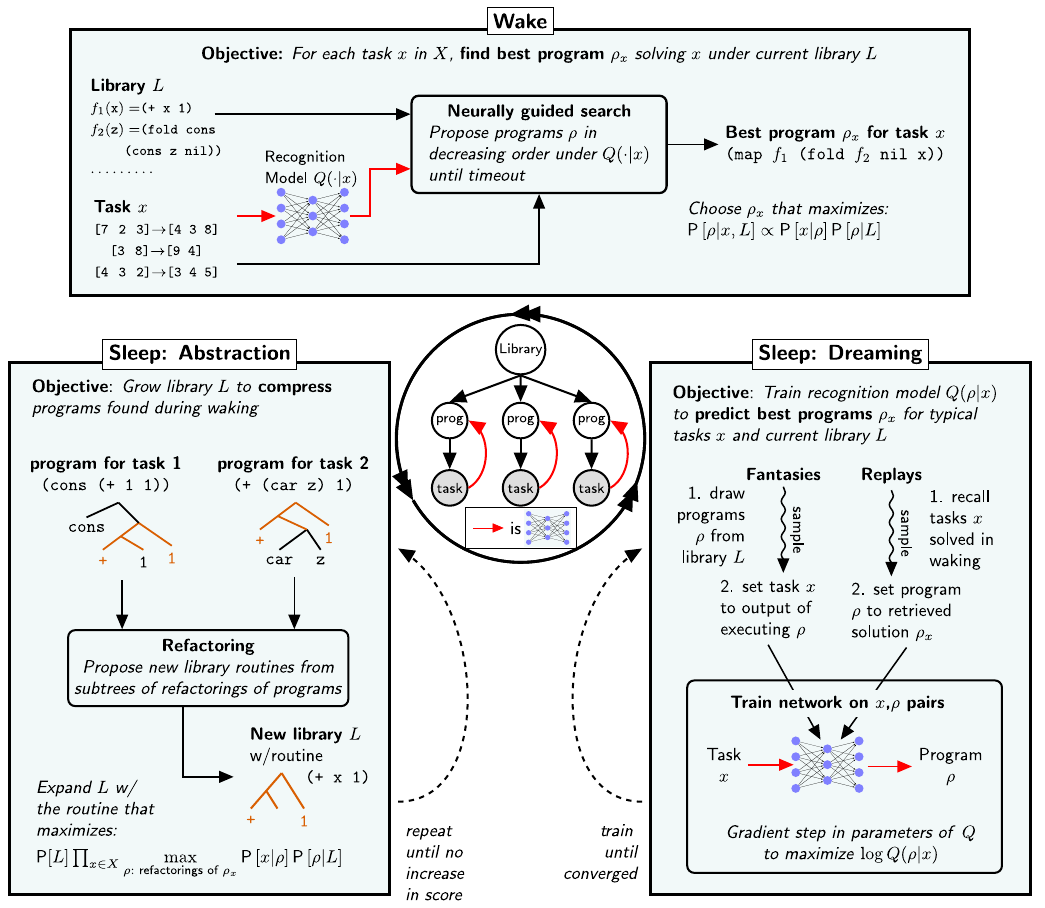 Wake
Objective: For each task x in X, find best program ρₓ solving x under current library L
Library L
f₁(x) =(+ x 1)
f₂(z) =(fold cons
(cons z nil))
. . . . . . . . .
Recognition
Model Q(·|x)
Task x
[7 2 3]→[4 3 8]
[3 8]→[9 4]
[4 3 2]→[3 4 5]
Neurally guided search
Propose programs ρ in
decreasing order under Q(·|x)
until timeout
Best program ρₓ for task x
(map f₁ (fold f₂ nil x))
Choose ρₓ that maximizes:
P [ρ|x, L] ∝ P [x|ρ] P [ρ|L]
Library
prog prog prog
task task task
is
Sleep: Abstraction
Objective: Grow library L to compress
programs found during waking
program for task 1
(cons (+ 1 1))
cons
+ 1 1
program for task 2
(+ (car z) 1)
+ 1
car z
Refactoring
Propose new library routines from
subtrees of refactorings of programs
New library L
w/routine
(+ x 1)
+ 1
Expand L w/
the routine that
maximizes:
P[L] ∏x∈X max P [x|ρ] P [ρ|L]
ρ: refactorings of ρₓ
repeat
until no
increase
in score
train
until
converged
Sleep: Dreaming
Objective: Train recognition model Q(ρ|x)
to predict best programs ρₓ for typical
tasks x and current library L
Fantasies
1. draw
programs
ρ from
library L
sample
2. set task x
to output of
executing ρ
Replays
sample
1. recall
tasks x
solved in
waking
2. set program
ρ to retrieved
solution ρₓ
Train network on x,ρ pairs
Task
x
Program
ρ
Gradient step in parameters of Q
to maximize log Q(ρ|x)